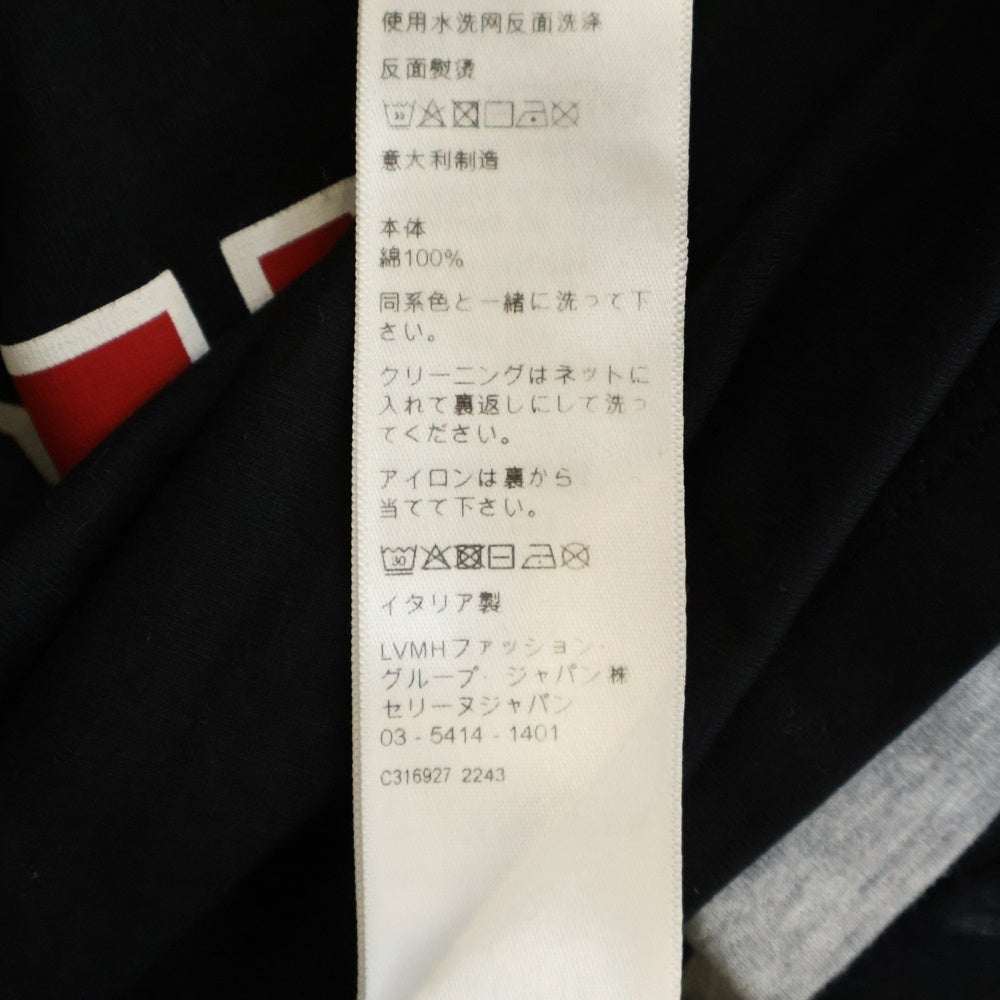 使用水洗网反面洗涤
反面熨烫
30
意大利制造
本体
綿100%
同系色と一緒に洗って下
さい。
クリーニングはネットに
入れて裏返しにして洗っ
てください。
アイロンは裏から
当てて下さい。
30
イタリア製
LVMHファッション・
グループ・ジャパン株
セリーヌジャパン
03 - 5414 - 1401
C316927 2243